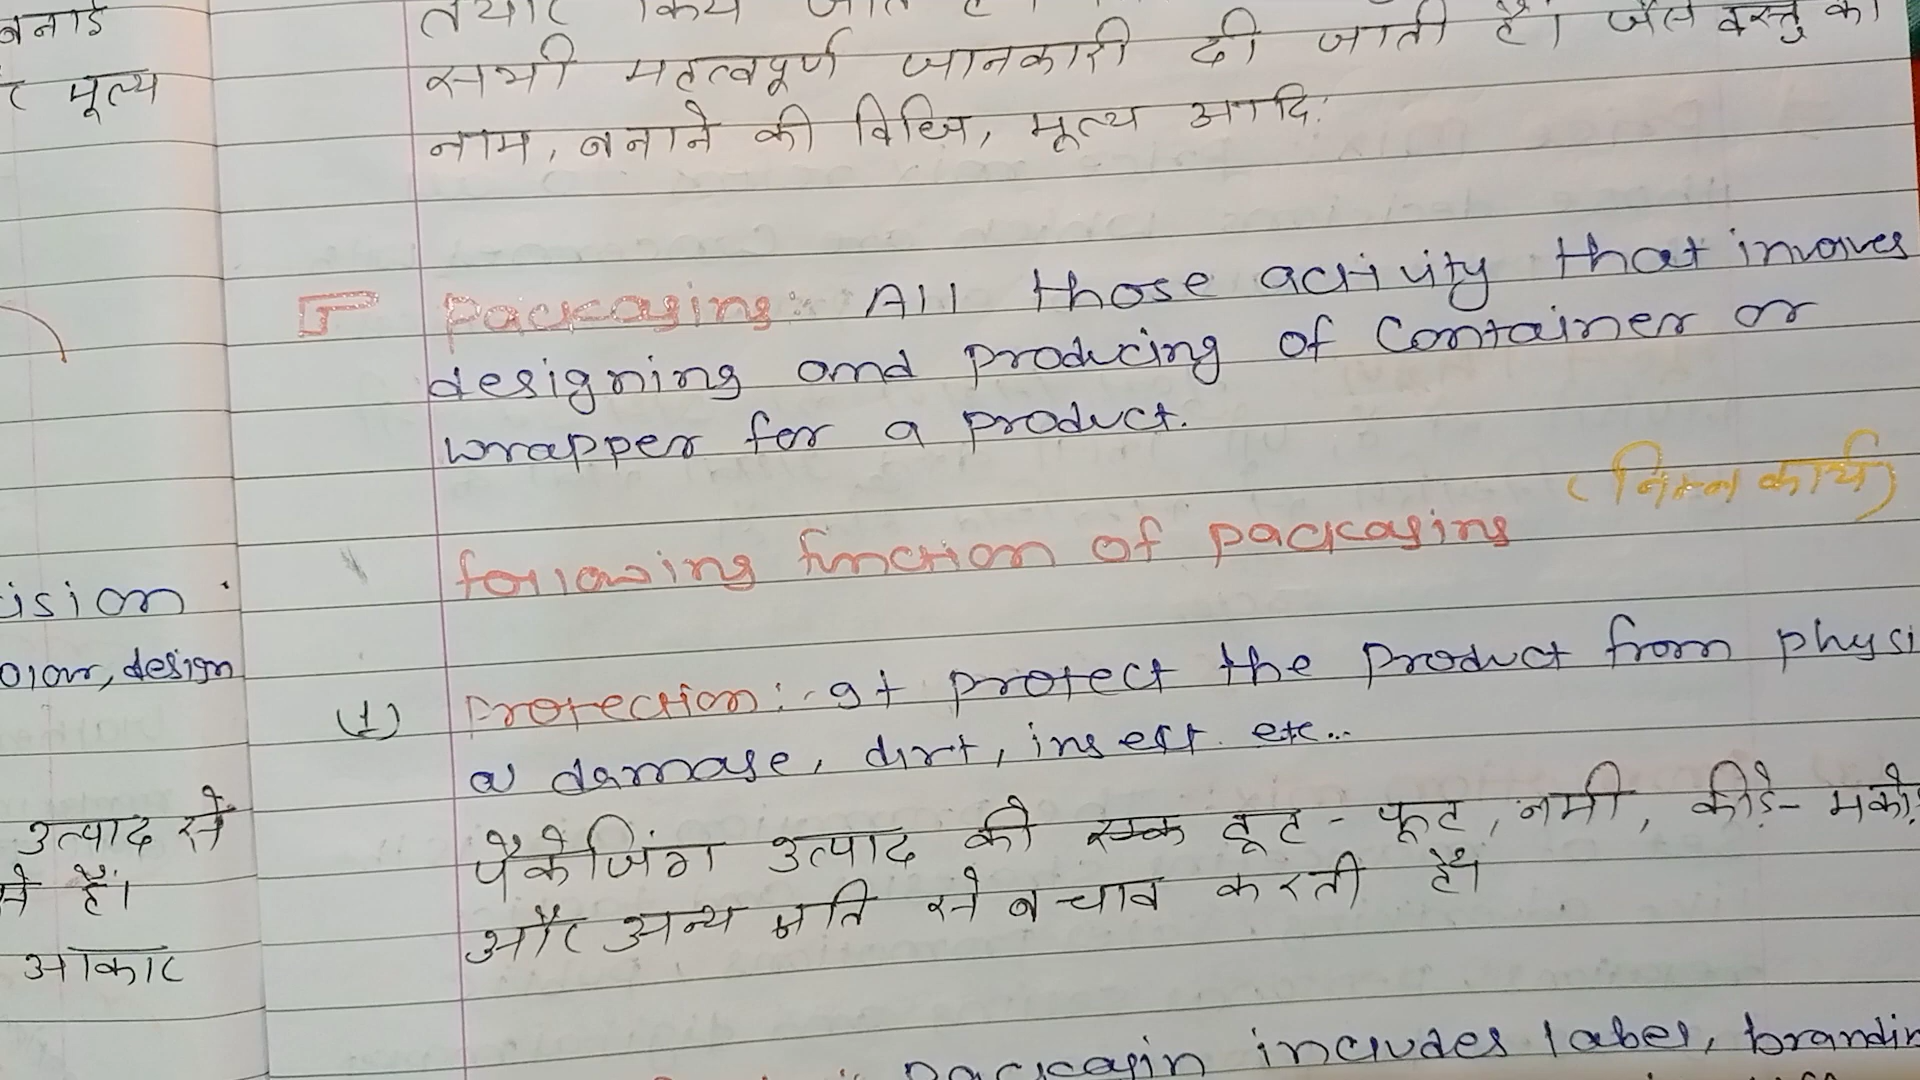 बनाई
मूल्य
ision :
olour, design
उत्पाद से
ने हैं।
आकार
तैयार किये जाते
सभी महत्वपूर्ण जानकारी दी जाती है। जैसे वस्तु का
नाम, बनाने की विधि, मूल्य आदि.
Packaging: All those activity that involves
designing and producing of Container or
wrapper for a product.
(निम्न कार्य)
following function of packaging
(1) Protection: It protect the product from physi
damage, dirt, insect etc...
पैकेजिंग उत्पाद को टूट - फूट, नमी, कीड़े - मकोड़े
और अन्य क्षति से बचाव करती है।
packagin includes label, brandin